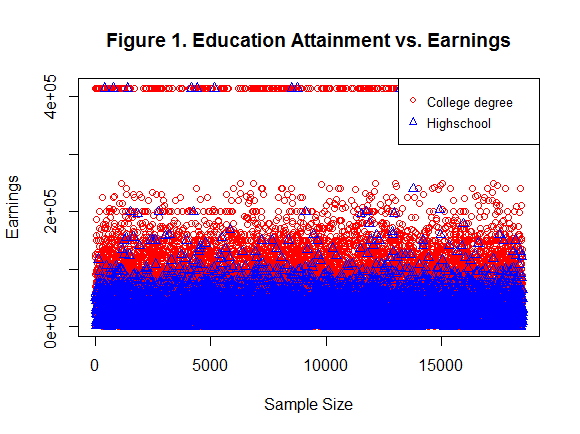 Figure 1. Education Attainment vs. Earnings
Earnings
4e+05
2e+05
0e+00
College degree
Highschool
0
5000
10000
15000
Sample Size